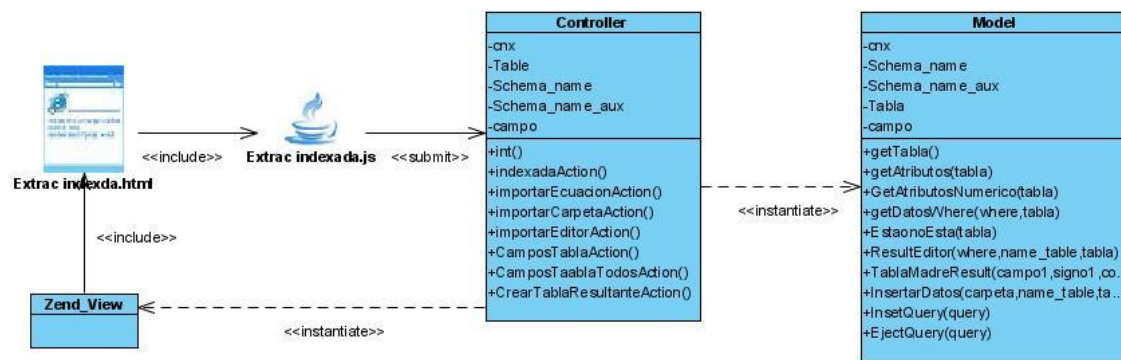 Controller
-cnx
-Table
-Schema_name
-Schema_name_aux
-campo
+int()
+indexadaAction()
+importarEcuacionAction()
+importarCarpetaAction()
+importarEditorAction()
+CamposTablaAction()
+CamposTaablaTodosAction()
+CrearTablaResultanteAction()
Model
-cnx
-Schema_name
-Schema_name_aux
-Tabla
-campo
+getTabla()
+getAtributos(tabla)
+GetAtributosNumerico(tabla)
+getDatosWhere(where,tabla)
+EstaonoEsta(tabla)
+ResultEditor(where,name_table,tabla)
+TablaMadreResult(campo1,signo1,co...
+InsertarDatos(carpeta,name_table,ta...
+InsetQuery(query)
+EjectQuery(query)
Extrac indexda.html
<<include>>
Extrac indexada.js
<<submit>>
<<instantiate>>
<<include>>
Zend_View
<<instantiate>>